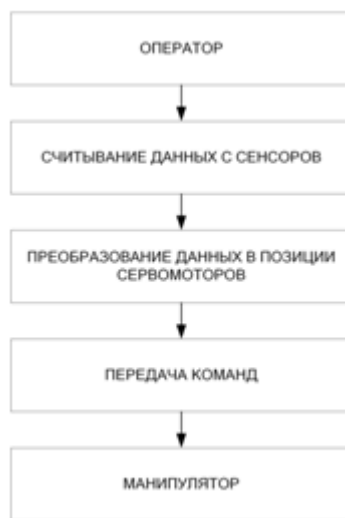 ОПЕРАТОР
СЧИТЫВАНИЕ ДАННЫХ С СЕНСОРОВ
ПРЕОБРАЗОВАНИЕ ДАННЫХ В ПОЗИЦИИ
СЕРВОМОТОРОВ
ПЕРЕДАЧА КОМАНД
МАНИПУЛЯТОР